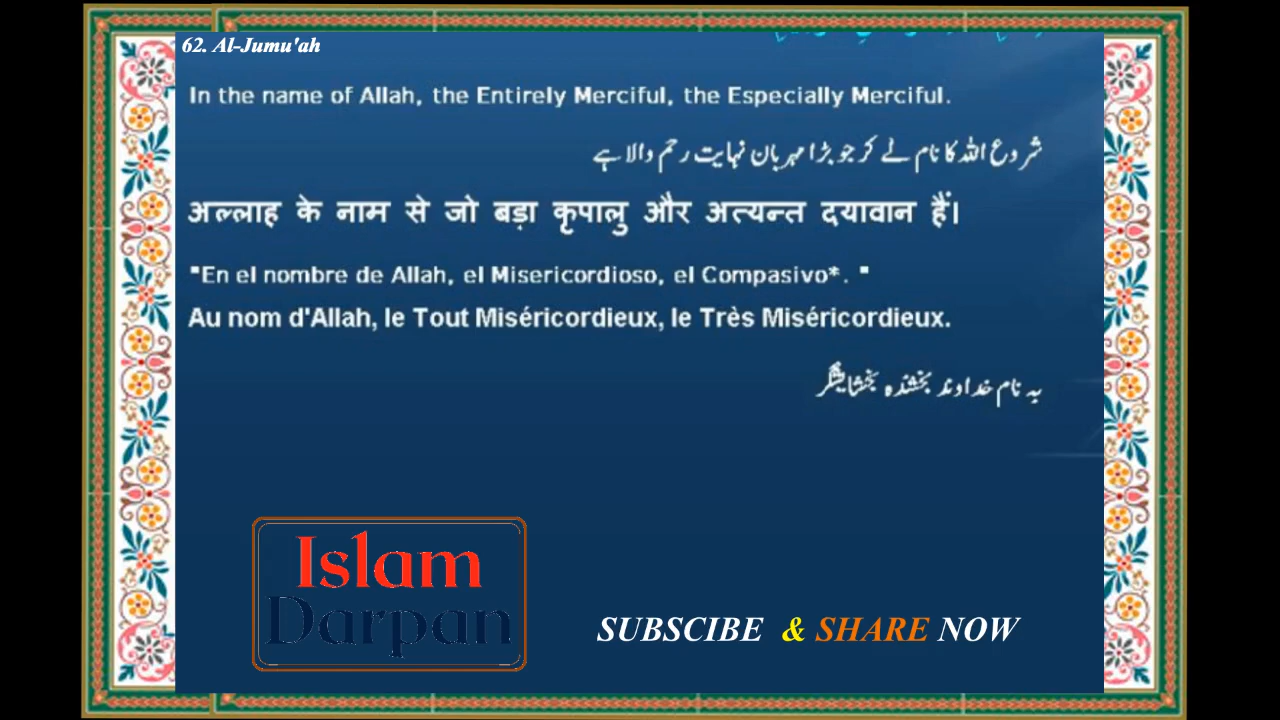 62. Al-Jumu'ah
In the name of Allah, the Entirely Merciful, the Especially Merciful.
شروع الله کا نام لے کر جو بڑا مہربان نہایت رحم والا ہے
अल्लाह के नाम से जो बड़ा कृपालु और अत्यन्त दयावान हैं।
"En el nombre de Allah, el Misericordioso, el Compasivo*. "
Au nom d'Allah, le Tout Miséricordieux, le Très Miséricordieux.
به نام خداوند بخشنده بخشایشگر
Islam
Darpan
SUBSCIBE & SHARE NOW